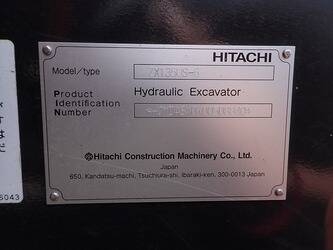 HITACHI
Model/type ZX135US-6
Product Hydraulic Excavator
Identification
Number
Hitachi Construction Machinery Co., Ltd.
Japan
650, Kandatsu-machi, Tsuchiura-shi, Ibaraki-ken, 300-0013 Japan
6043